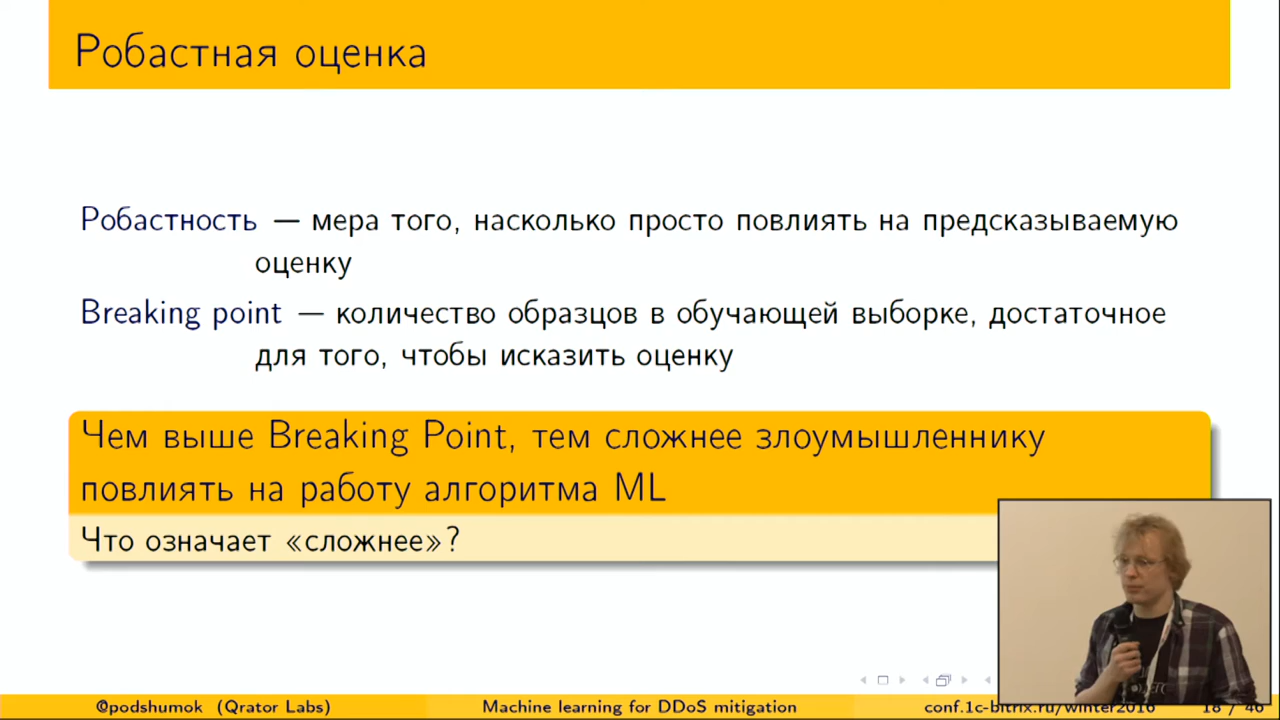 Робастная оценка
Робастность — мера того, насколько просто повлиять на предсказываемую
оценку
Breaking point — количество образцов в обучающей выборке, достаточное
для того, чтобы исказить оценку
Чем выше Breaking Point, тем сложнее злоумышленнику
повлиять на работу алгоритма ML
Что означает «сложнее»?
@podshumok (Qrator Labs) Machine learning for DDoS mitigation conf.1c-bitrix.ru/winter2016 18 / 46